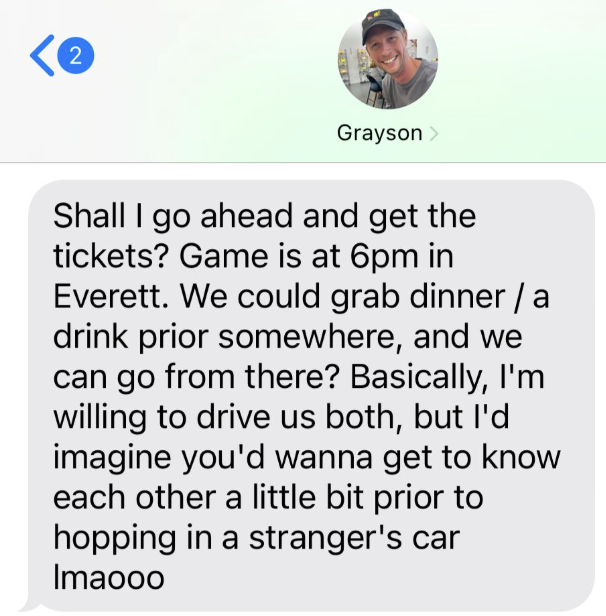 2
Grayson
Shall I go ahead and get the
tickets? Game is at 6pm in
Everett. We could grab dinner / a
drink prior somewhere, and we
can go from there? Basically, I'm
willing to drive us both, but I'd
imagine you'd wanna get to know
each other a little bit prior to
hopping in a stranger's car
lmaooo